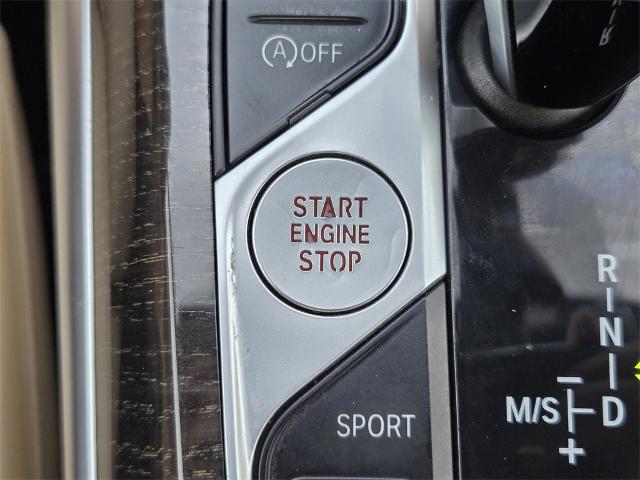 A OFF
START
ENGINE
STOP
SPORT
R
N
M/S
–
+
D